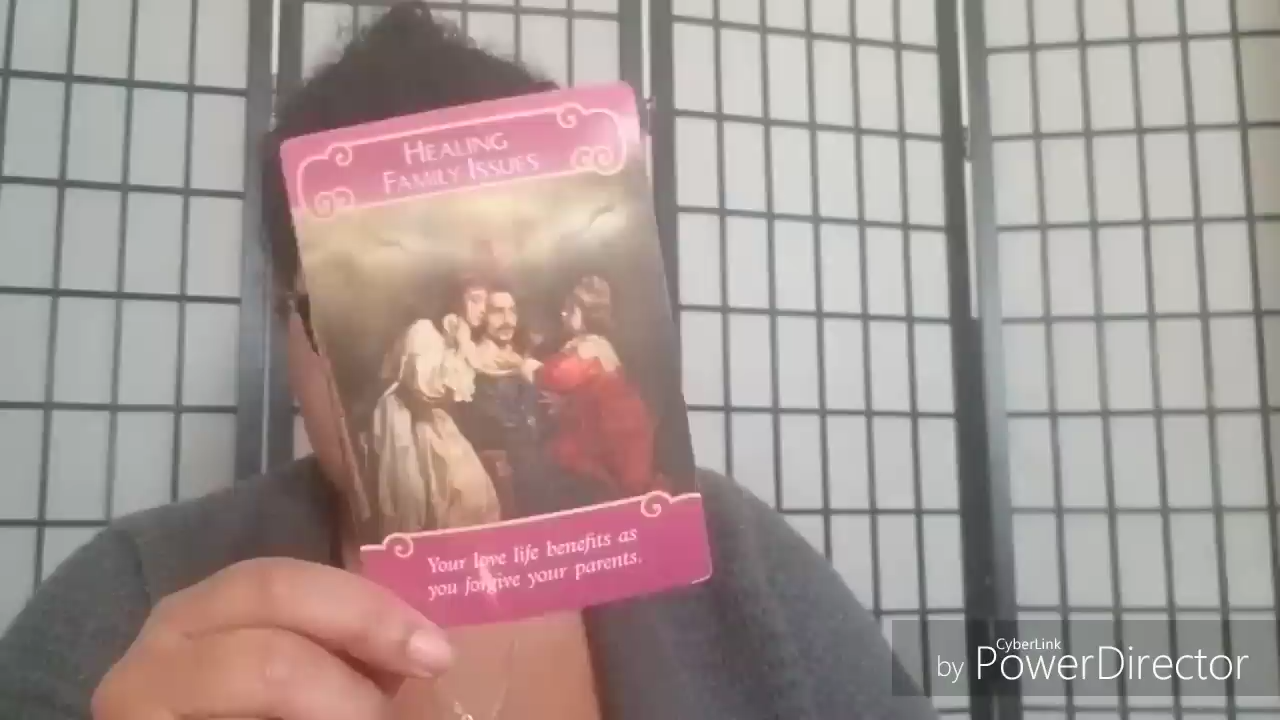 HEALING
FAMILY ISSUES
Your love life benefits as
you forgive your parents.
CyberLink
by PowerDirector